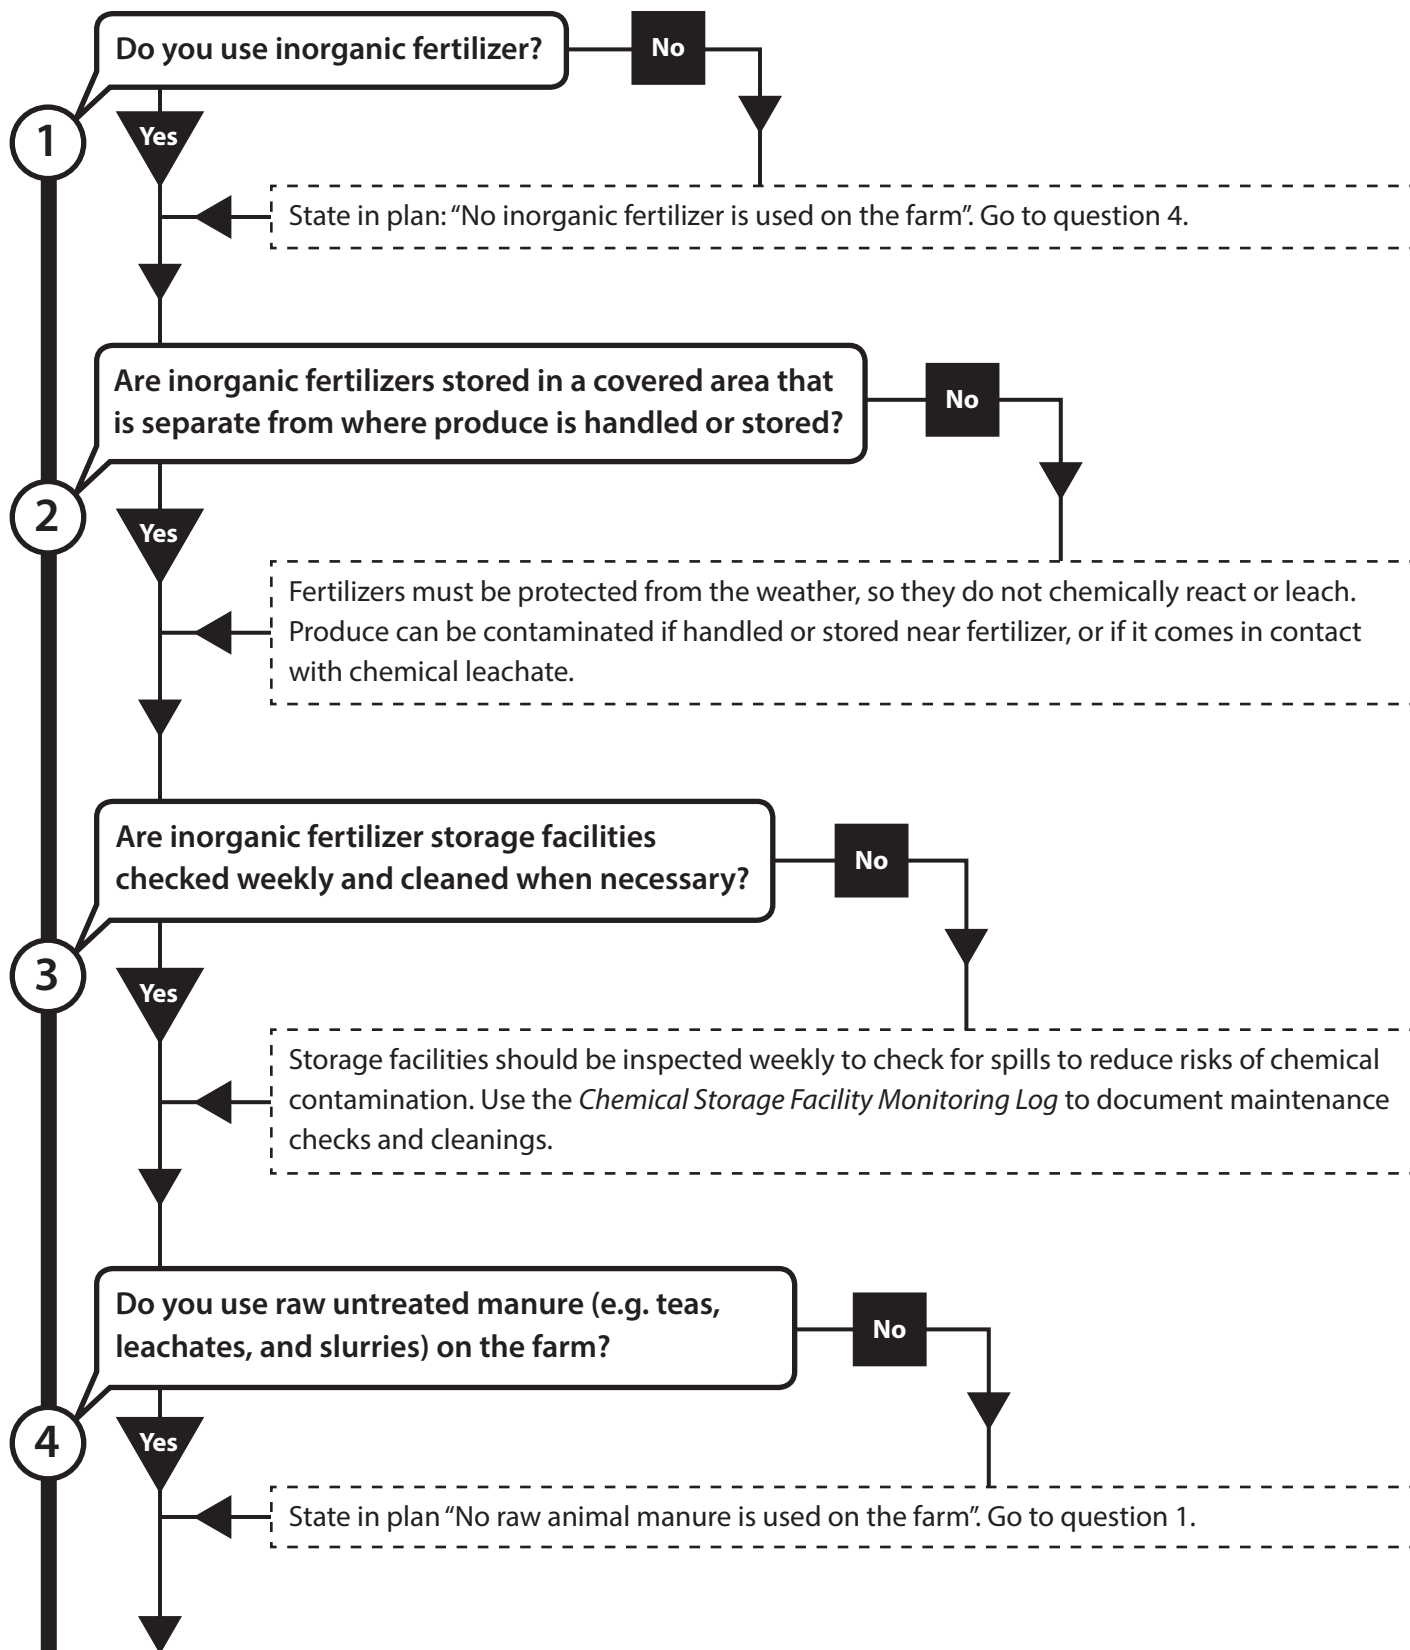 Do you use inorganic fertilizer?
No
1
Yes
State in plan: “No inorganic fertilizer is used on the farm”. Go to question 4.
Are inorganic fertilizers stored in a covered area that
is separate from where produce is handled or stored?
No
2
Yes
Fertilizers must be protected from the weather, so they do not chemically react or leach.
Produce can be contaminated if handled or stored near fertilizer, or if it comes in contact
with chemical leachate.
Are inorganic fertilizer storage facilities
checked weekly and cleaned when necessary?
No
3
Yes
Storage facilities should be inspected weekly to check for spills to reduce risks of chemical
contamination. Use the Chemical Storage Facility Monitoring Log to document maintenance
checks and cleanings.
Do you use raw untreated manure (e.g. teas,
leachates, and slurries) on the farm?
No
4
Yes
State in plan “No raw animal manure is used on the farm”. Go to question 1.